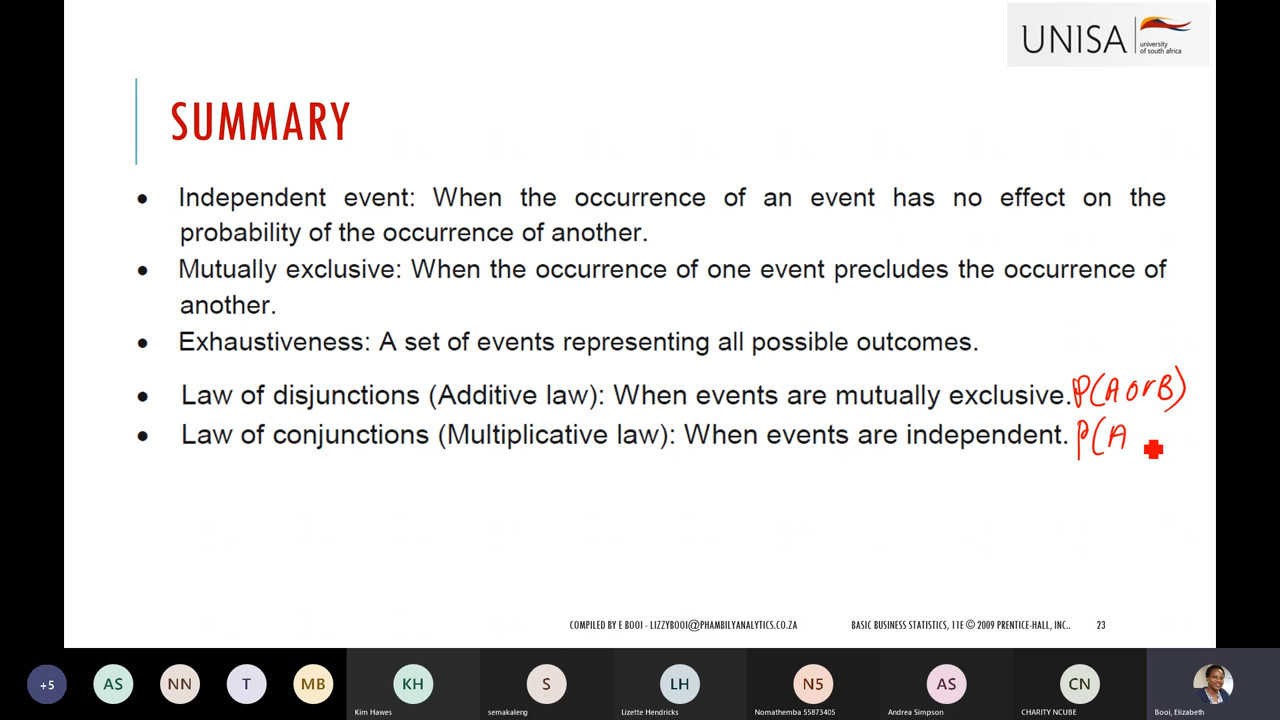 UNISA
university
of south africa
SUMMARY
• Independent event: When the occurrence of an event has no effect on the
probability of the occurrence of another.
• Mutually exclusive: When the occurrence of one event precludes the occurrence of
another.
• Exhaustiveness: A set of events representing all possible outcomes.
• Law of disjunctions (Additive law): When events are mutually exclusive. P(A or B)
• Law of conjunctions (Multiplicative law): When events are independent. P(A
COMPILED BY E BOOI - LIZZYBOOI@PHAMBILYANALYTICS.CO.ZA BASIC BUSINESS STATISTICS, 11E © 2009 PRENTICE-HALL, INC.. 23
+5 AS NN T MB KH S LH N5 AS CN
Kim Hawes semakaleng Lizette Hendricks Nomathemba 55873405 Andrea Simpson CHARITY NCUBE Booi, Elizabeth